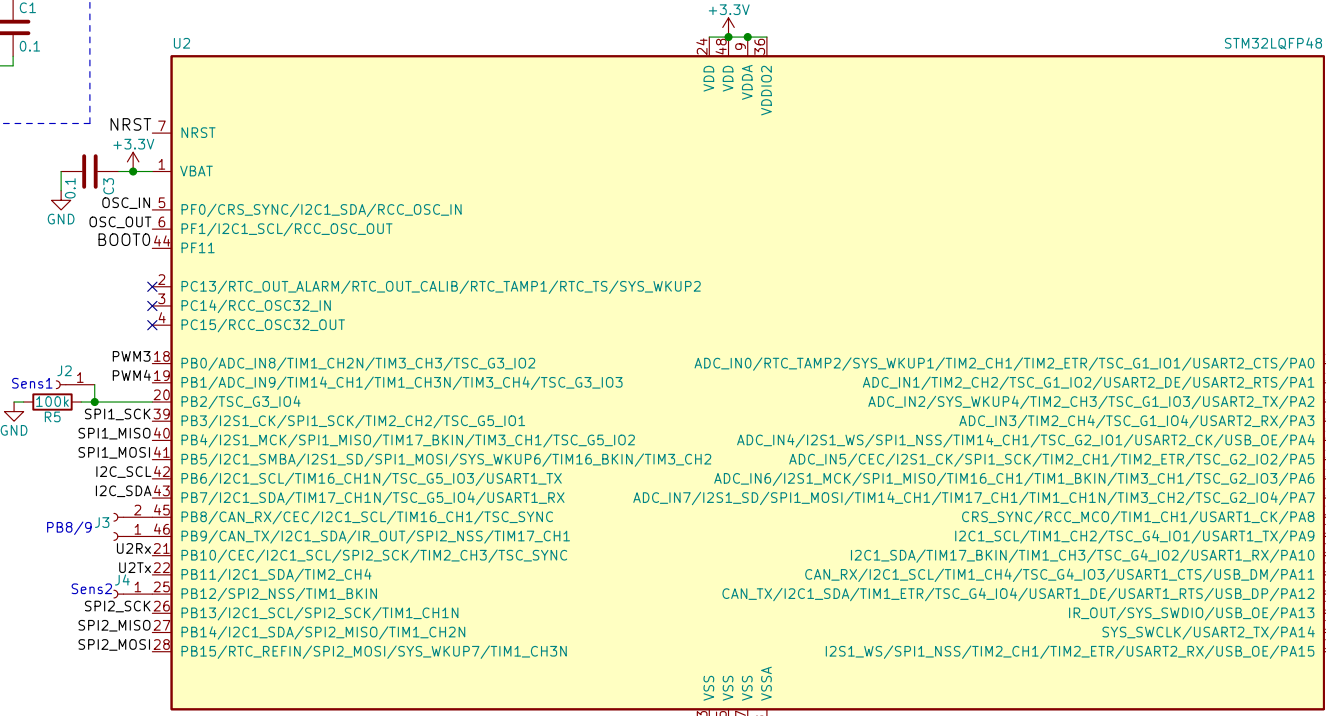 C1
0.1
+3.3V
U2
STM32LQFP48
24
48
9
36
VDD
VDD
VDDA
VDDIO2
NRST 7 NRST
+3.3V
1 VBAT
0.1
C3
GND
OSC_IN 5 PF0/CRS_SYNC/I2C1_SDA/RCC_OSC_IN
OSC_OUT 6 PF1/I2C1_SCL/RCC_OSC_OUT
BOOT0 44 PF11
2 PC13/RTC_OUT_ALARM/RTC_OUT_CALIB/RTC_TAMP1/RTC_TS/SYS_WKUP2
3 PC14/RCC_OSC32_IN
4 PC15/RCC_OSC32_OUT
PWM3 18 PB0/ADC_IN8/TIM1_CH2N/TIM3_CH3/TSC_G3_IO2 ADC_IN0/RTC_TAMP2/SYS_WKUP1/TIM2_CH1/TIM2_ETR/TSC_G1_IO1/USART2_CTS/PA0
PWM4 19 PB1/ADC_IN9/TIM14_CH1/TIM1_CH3N/TIM3_CH4/TSC_G3_IO3 ADC_IN1/TIM2_CH2/TSC_G1_IO2/USART2_DE/USART2_RTS/PA1
J2
Sens1 1
20 PB2/TSC_G3_IO4 ADC_IN2/SYS_WKUP4/TIM2_CH3/TSC_G1_IO3/USART2_TX/PA2
100k
R5
GND
SPI1_SCK 39 PB3/I2S1_CK/SPI1_SCK/TIM2_CH2/TSC_G5_IO1 ADC_IN3/TIM2_CH4/TSC_G1_IO4/USART2_RX/PA3
SPI1_MISO 40 PB4/I2S1_MCK/SPI1_MISO/TIM17_BKIN/TIM3_CH1/TSC_G5_IO2 ADC_IN4/I2S1_WS/SPI1_NSS/TIM14_CH1/TSC_G2_IO1/USART2_CK/USB_OE/PA4
SPI1_MOSI 41 PB5/I2C1_SMBA/I2S1_SD/SPI1_MOSI/SYS_WKUP6/TIM16_BKIN/TIM3_CH2 ADC_IN5/CEC/I2S1_CK/SPI1_SCK/TIM2_CH1/TIM2_ETR/TSC_G2_IO2/PA5
I2C_SCL 42 PB6/I2C1_SCL/TIM16_CH1N/TSC_G5_IO3/USART1_TX ADC_IN6/I2S1_MCK/SPI1_MISO/TIM16_CH1/TIM1_BKIN/TIM3_CH1/TSC_G2_IO3/PA6
I2C_SDA 43 PB7/I2C1_SDA/TIM17_CH1N/TSC_G5_IO4/USART1_RX ADC_IN7/I2S1_SD/SPI1_MOSI/TIM14_CH1/TIM17_CH1/TIM1_CH1N/TIM3_CH2/TSC_G2_IO4/PA7
PB8/9 J3
2 45 PB8/CAN_RX/CEC/I2C1_SCL/TIM16_CH1/TSC_SYNC CRS_SYNC/RCC_MCO/TIM1_CH1/USART1_CK/PA8
1 46 PB9/CAN_TX/I2C1_SDA/IR_OUT/SPI2_NSS/TIM17_CH1 I2C1_SCL/TIM1_CH2/TSC_G4_IO1/USART1_TX/PA9
U2Rx 21 PB10/CEC/I2C1_SCL/SPI2_SCK/TIM2_CH3/TSC_SYNC I2C1_SDA/TIM17_BKIN/TIM1_CH3/TSC_G4_IO2/USART1_RX/PA10
U2Tx 22 PB11/I2C1_SDA/TIM2_CH4 CAN_RX/I2C1_SCL/TIM1_CH4/TSC_G4_IO3/USART1_CTS/USB_DM/PA11
J4
Sens2 1 25 PB12/SPI2_NSS/TIM1_BKIN CAN_TX/I2C1_SDA/TIM1_ETR/TSC_G4_IO4/USART1_DE/USART1_RTS/USB_DP/PA12
SPI2_SCK 26 PB13/I2C1_SCL/SPI2_SCK/TIM1_CH1N IR_OUT/SYS_SWDIO/USB_OE/PA13
SPI2_MISO 27 PB14/I2C1_SDA/SPI2_MISO/TIM1_CH2N SYS_SWCLK/USART2_TX/PA14
SPI2_MOSI 28 PB15/RTC_REFIN/SPI2_MOSI/SYS_WKUP7/TIM1_CH3N I2S1_WS/SPI1_NSS/TIM2_CH1/TIM2_ETR/USART2_RX/USB_OE/PA15
VSS
VSS
VSS
VSSA